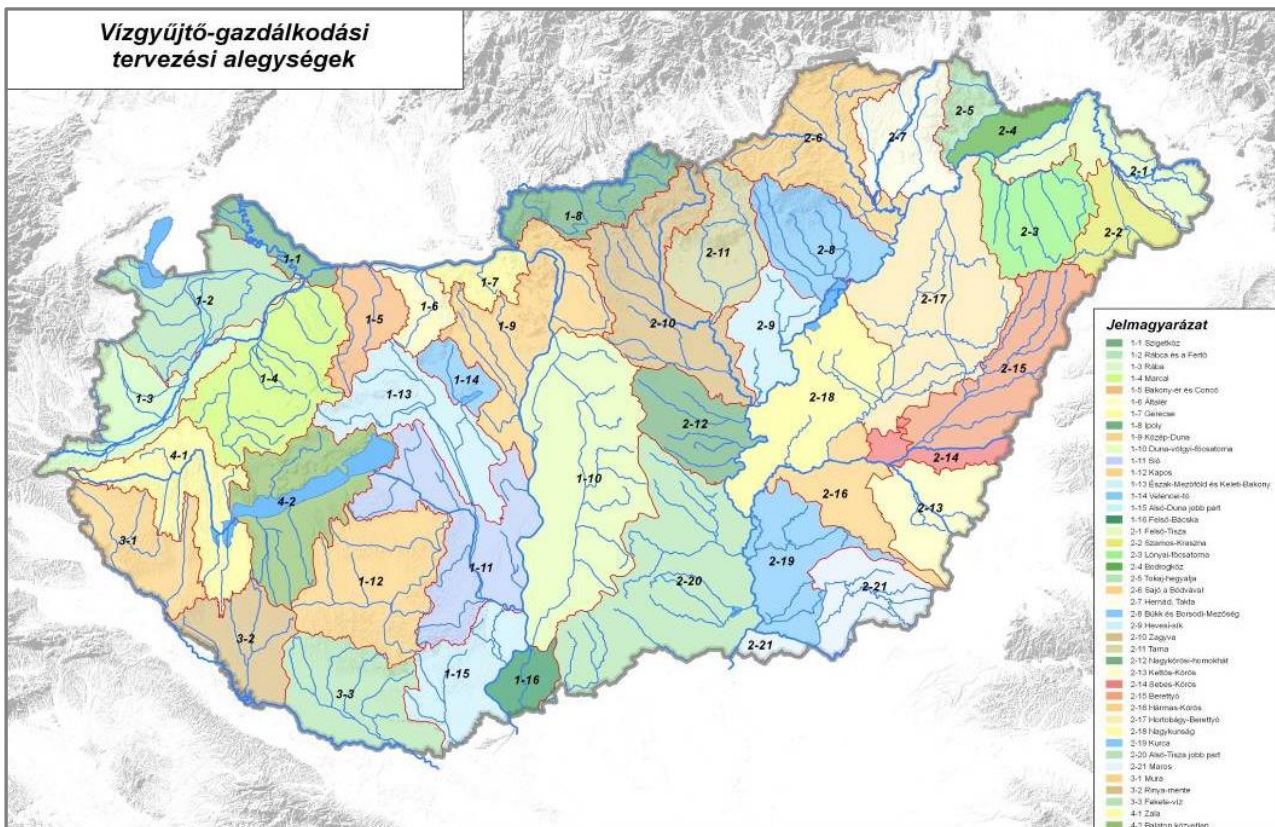 Vízgyűjtő-gazdálkodási
tervezési alegységek
2-5
2-4
2-6
2-7
2-1
1-8
2-3
2-2
2-11
2-8
1-1
1-2
1-7
1-6
2-17
1-5
1-9
2-10
2-9
1-4
1-3
1-14
1-13
2-15
2-18
2-12
4-1
2-14
1-10
4-2
2-16
2-13
3-1
1-12
1-11
2-19
2-20
2-21
3-2
2-21
1-15
1-16
3-3
Jelmagyarázat
1-1 Szigetköz
1-2 Rábca és a Fertő
1-3 Rába
1-4 Marcal
1-5 Bakony-ér és Concó
1-6 Általér
1-7 Gerecse
1-8 Ipoly
1-9 Közép-Duna
1-10 Duna-völgyi-főcsatorna
1-11 Sió
1-12 Kapos
1-13 Észak-Mezőföld és Keleti-Bakony
1-14 Velencei-tó
1-15 Alsó-Duna jobb part
1-16 Felső-Bácska
2-1 Felső-Tisza
2-2 Szamos-Kraszna
2-3 Lónyai-főcsatorna
2-4 Bodrogköz
2-5 Tokaj-hegyalja
2-6 Sajó a Bódvával
2-7 Hernád, Takta
2-8 Bükk és Borsodi-Mezőség
2-9 Hevesi-sík
2-10 Zagyva
2-11 Tarna
2-12 Nagykőrösi-homokhát
2-13 Kettős-Körös
2-14 Sebes-Körös
2-15 Berettyó
2-16 Hármas-Körös
2-17 Hortobágy-Berettyó
2-18 Nagykunság
2-19 Kurca
2-20 Alsó-Tisza jobb part
2-21 Maros
3-1 Mura
3-2 Rinya-mente
3-3 Fekete-víz
4-1 Zala
4-2 Balaton közvetlen